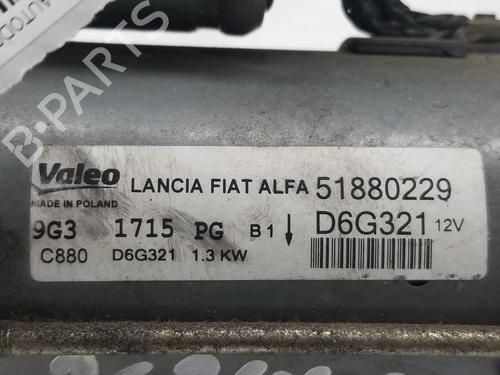 AUTODO
B-PARTS
Valeo LANCIA FIAT ALFA 51880229
MADE IN POLAND
9G3 1715 PG B1 D6G321 12V
C880 D6G321 1.3 KW